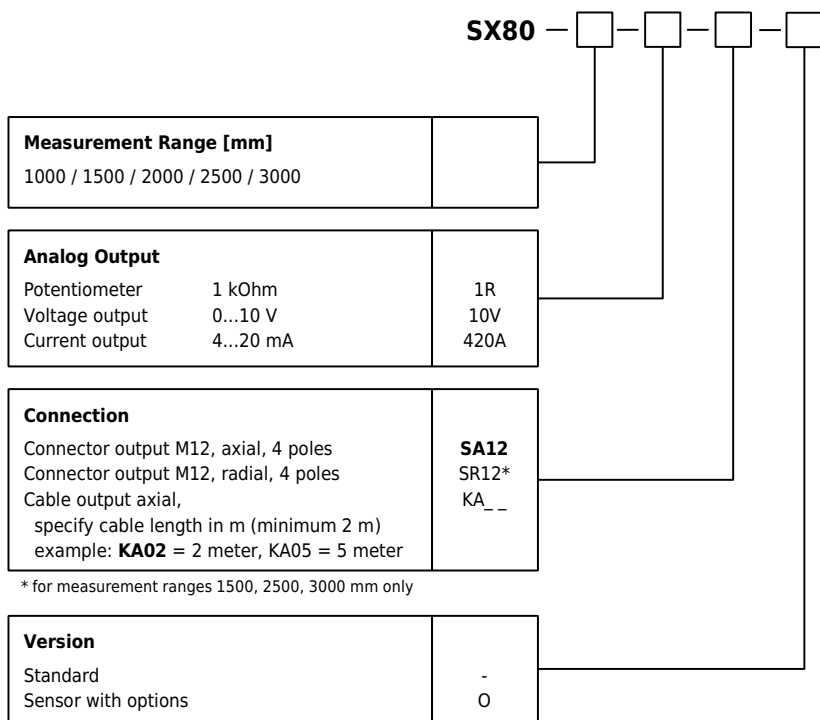 SX80 — — — —
Measurement Range [mm]
1000 / 1500 / 2000 / 2500 / 3000
Analog Output
Potentiometer 1 kOhm 1R
Voltage output 0...10 V 10V
Current output 4...20 mA 420A
Connection
Connector output M12, axial, 4 poles SA12
Connector output M12, radial, 4 poles SR12*
Cable output axial, KA_ _
specify cable length in m (minimum 2 m)
example: KA02 = 2 meter, KA05 = 5 meter
* for measurement ranges 1500, 2500, 3000 mm only
Version
Standard -
Sensor with options O